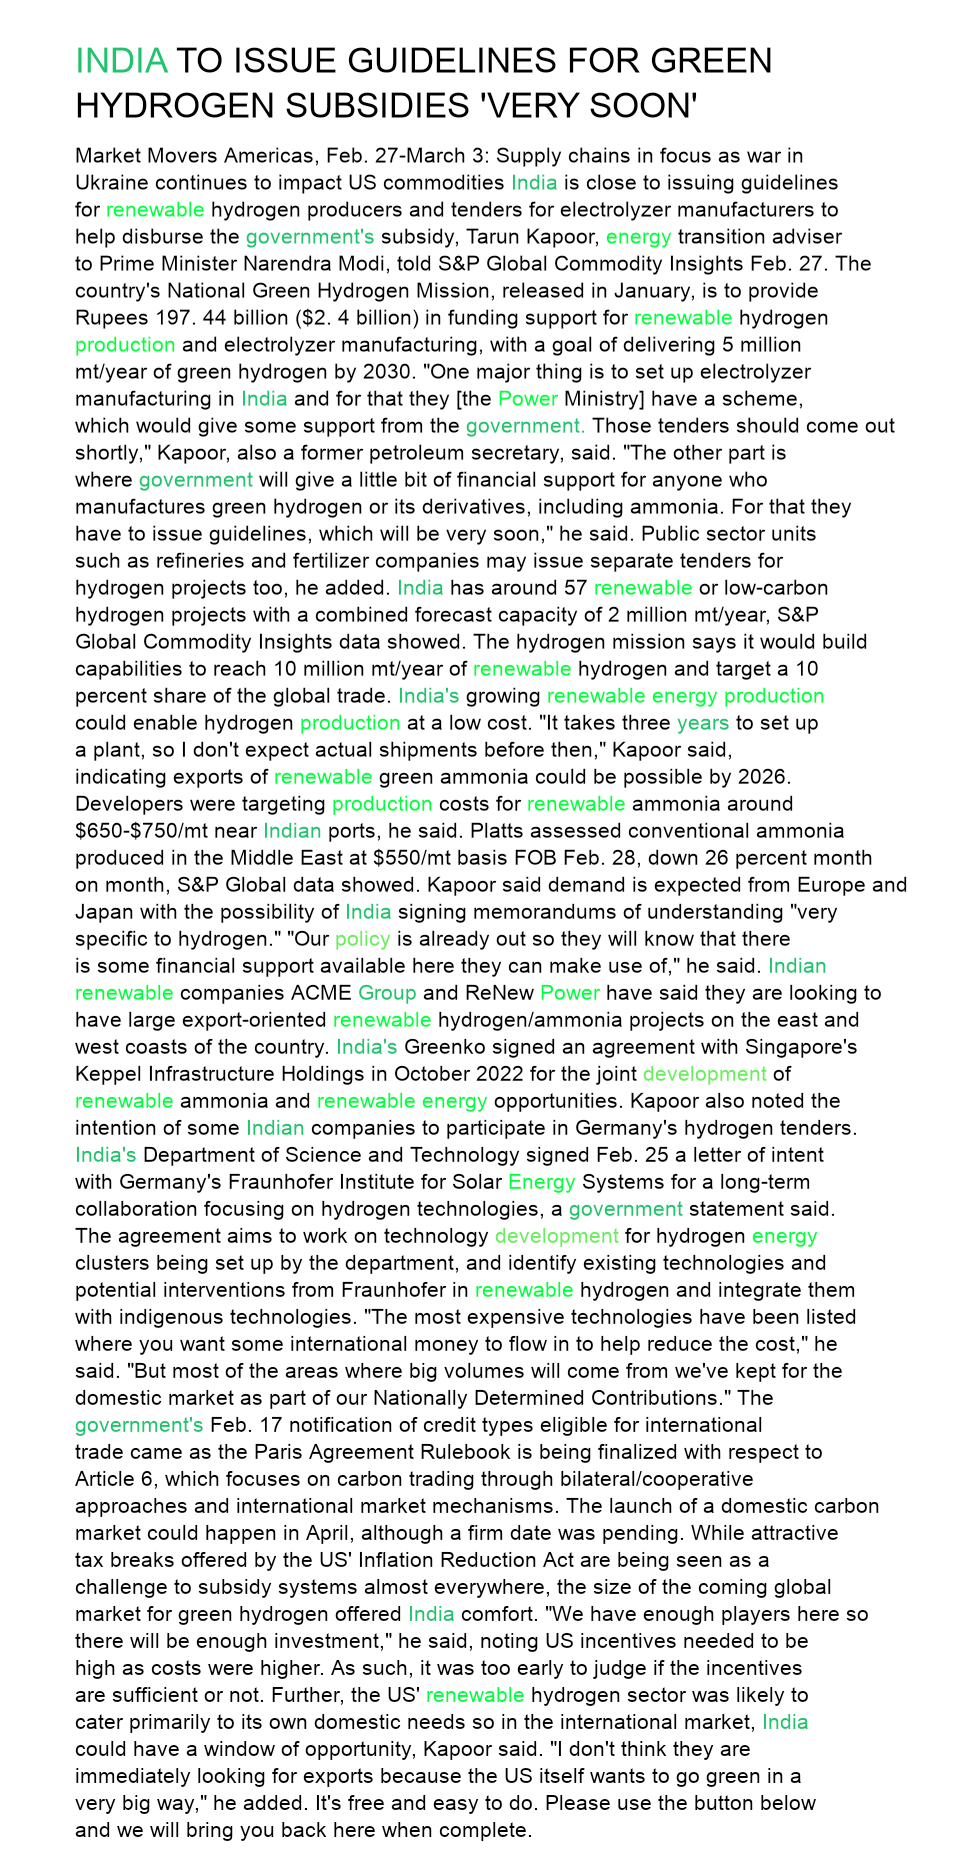 INDIA TO ISSUE GUIDELINES FOR GREEN
HYDROGEN SUBSIDIES 'VERY SOON'
Market Movers Americas, Feb. 27-March 3: Supply chains in focus as war in
Ukraine continues to impact US commodities India is close to issuing guidelines
for renewable hydrogen producers and tenders for electrolyzer manufacturers to
help disburse the government's subsidy, Tarun Kapoor, energy transition adviser
to Prime Minister Narendra Modi, told S&P Global Commodity Insights Feb. 27. The
country's National Green Hydrogen Mission, released in January, is to provide
Rupees 197. 44 billion ($2. 4 billion) in funding support for renewable hydrogen
production and electrolyzer manufacturing, with a goal of delivering 5 million
mt/year of green hydrogen by 2030. "One major thing is to set up electrolyzer
manufacturing in India and for that they [the Power Ministry] have a scheme,
which would give some support from the government. Those tenders should come out
shortly," Kapoor, also a former petroleum secretary, said. "The other part is
where government will give a little bit of financial support for anyone who
manufactures green hydrogen or its derivatives, including ammonia. For that they
have to issue guidelines, which will be very soon," he said. Public sector units
such as refineries and fertilizer companies may issue separate tenders for
hydrogen projects too, he added. India has around 57 renewable or low-carbon
hydrogen projects with a combined forecast capacity of 2 million mt/year, S&P
Global Commodity Insights data showed. The hydrogen mission says it would build
capabilities to reach 10 million mt/year of renewable hydrogen and target a 10
percent share of the global trade. India's growing renewable energy production
could enable hydrogen production at a low cost. "It takes three years to set up
a plant, so I don't expect actual shipments before then," Kapoor said,
indicating exports of renewable green ammonia could be possible by 2026.
Developers were targeting production costs for renewable ammonia around
$650-$750/mt near Indian ports, he said. Platts assessed conventional ammonia
produced in the Middle East at $550/mt basis FOB Feb. 28, down 26 percent month
on month, S&P Global data showed. Kapoor said demand is expected from Europe and
Japan with the possibility of India signing memorandums of understanding "very
specific to hydrogen." "Our policy is already out so they will know that there
is some financial support available here they can make use of," he said. Indian
renewable companies ACME Group and ReNew Power have said they are looking to
have large export-oriented renewable hydrogen/ammonia projects on the east and
west coasts of the country. India's Greenko signed an agreement with Singapore's
Keppel Infrastructure Holdings in October 2022 for the joint development of
renewable ammonia and renewable energy opportunities. Kapoor also noted the
intention of some Indian companies to participate in Germany's hydrogen tenders.
India's Department of Science and Technology signed Feb. 25 a letter of intent
with Germany's Fraunhofer Institute for Solar Energy Systems for a long-term
collaboration focusing on hydrogen technologies, a government statement said.
The agreement aims to work on technology development for hydrogen energy
clusters being set up by the department, and identify existing technologies and
potential interventions from Fraunhofer in renewable hydrogen and integrate them
with indigenous technologies. "The most expensive technologies have been listed
where you want some international money to flow in to help reduce the cost," he
said. "But most of the areas where big volumes will come from we've kept for the
domestic market as part of our Nationally Determined Contributions." The
government's Feb. 17 notification of credit types eligible for international
trade came as the Paris Agreement Rulebook is being finalized with respect to
Article 6, which focuses on carbon trading through bilateral/cooperative
approaches and international market mechanisms. The launch of a domestic carbon
market could happen in April, although a firm date was pending. While attractive
tax breaks offered by the US' Inflation Reduction Act are being seen as a
challenge to subsidy systems almost everywhere, the size of the coming global
market for green hydrogen offered India comfort. "We have enough players here so
there will be enough investment," he said, noting US incentives needed to be
high as costs were higher. As such, it was too early to judge if the incentives
are sufficient or not. Further, the US' renewable hydrogen sector was likely to
cater primarily to its own domestic needs so in the international market, India
could have a window of opportunity, Kapoor said. "I don't think they are
immediately looking for exports because the US itself wants to go green in a
very big way," he added. It's free and easy to do. Please use the button below
and we will bring you back here when complete.